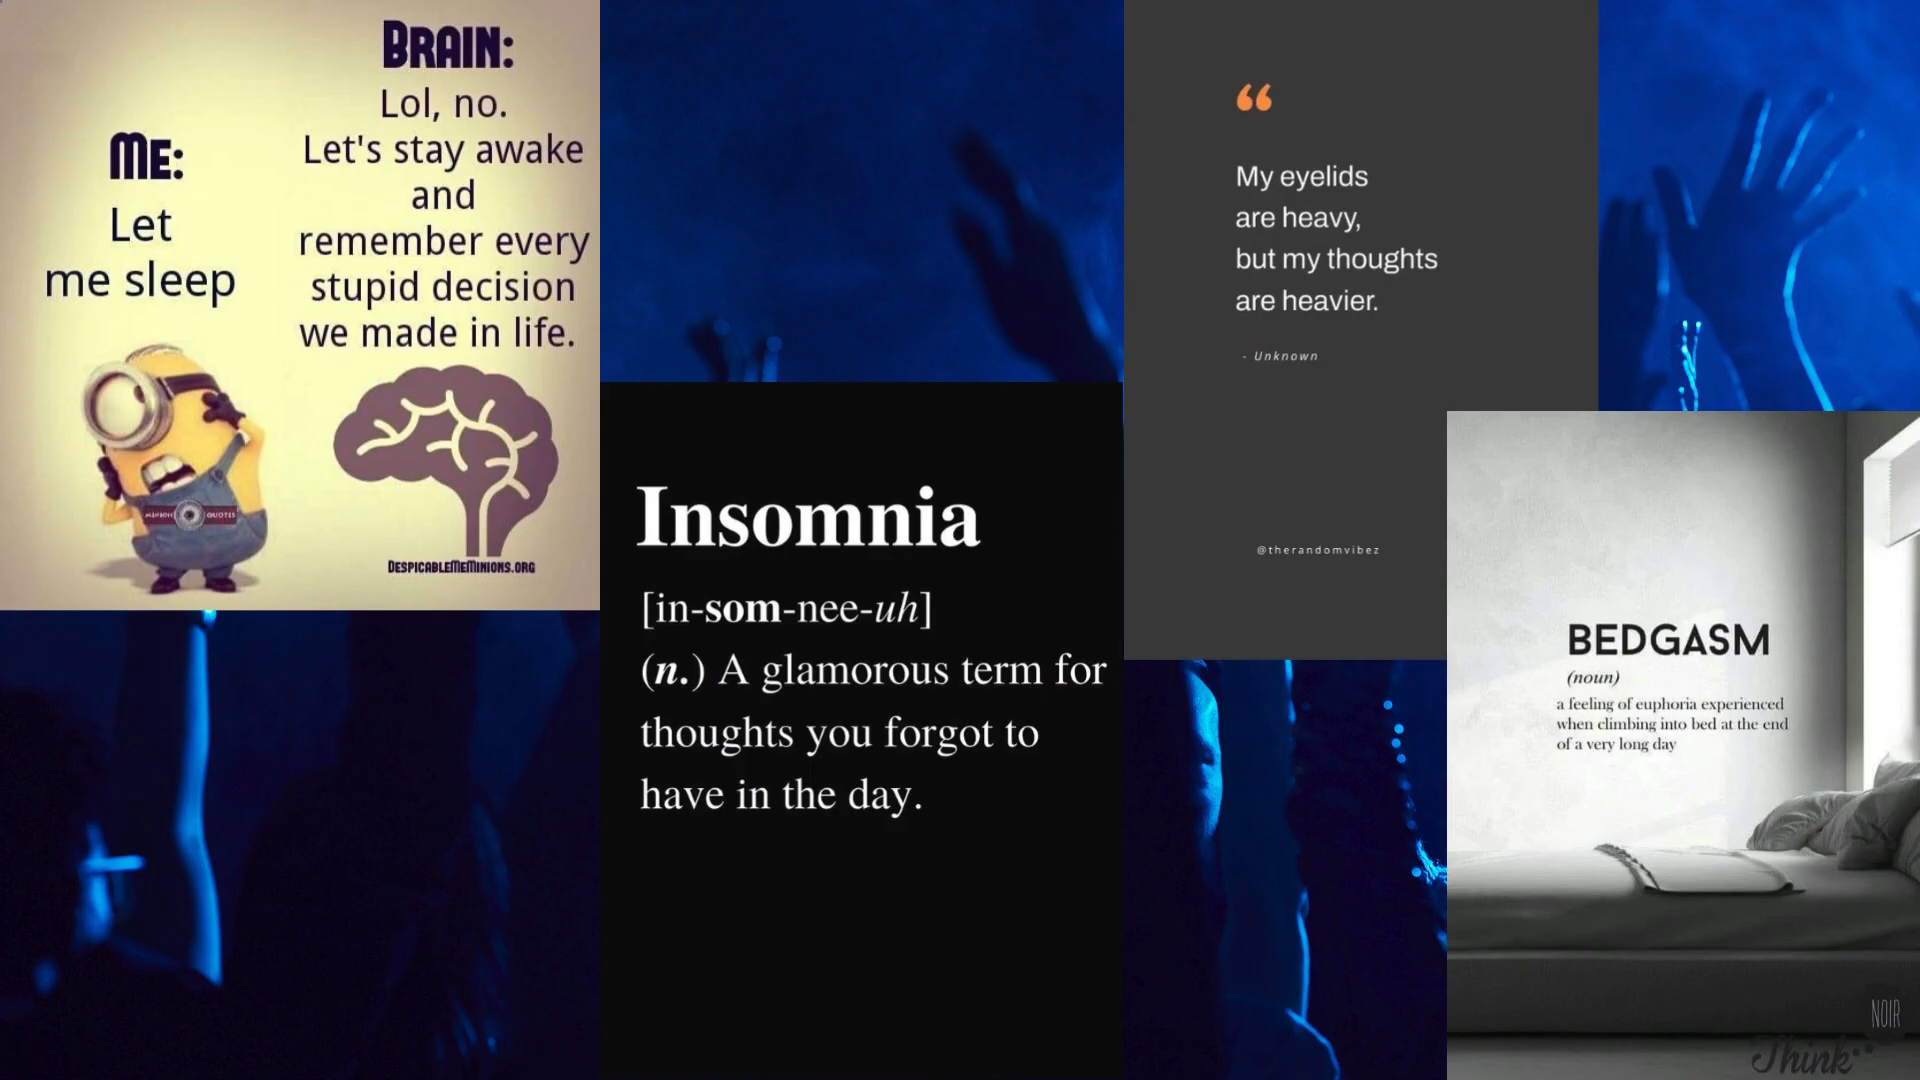 ME:
Let
me sleep
BRAIN:
Lol, no.
Let's stay awake
and
remember every
stupid decision
we made in life.
MINION QUOTES
DESPICABLEMEMINIONS.ORG
Insomnia
[in-som-nee-uh]
(n.) A glamorous term for
thoughts you forgot to
have in the day.
“
My eyelids
are heavy,
but my thoughts
are heavier.
- Unknown
@therandomvibez
BEDGASM
(noun)
a feeling of euphoria experienced
when climbing into bed at the end
of a very long day
NOIR
Think